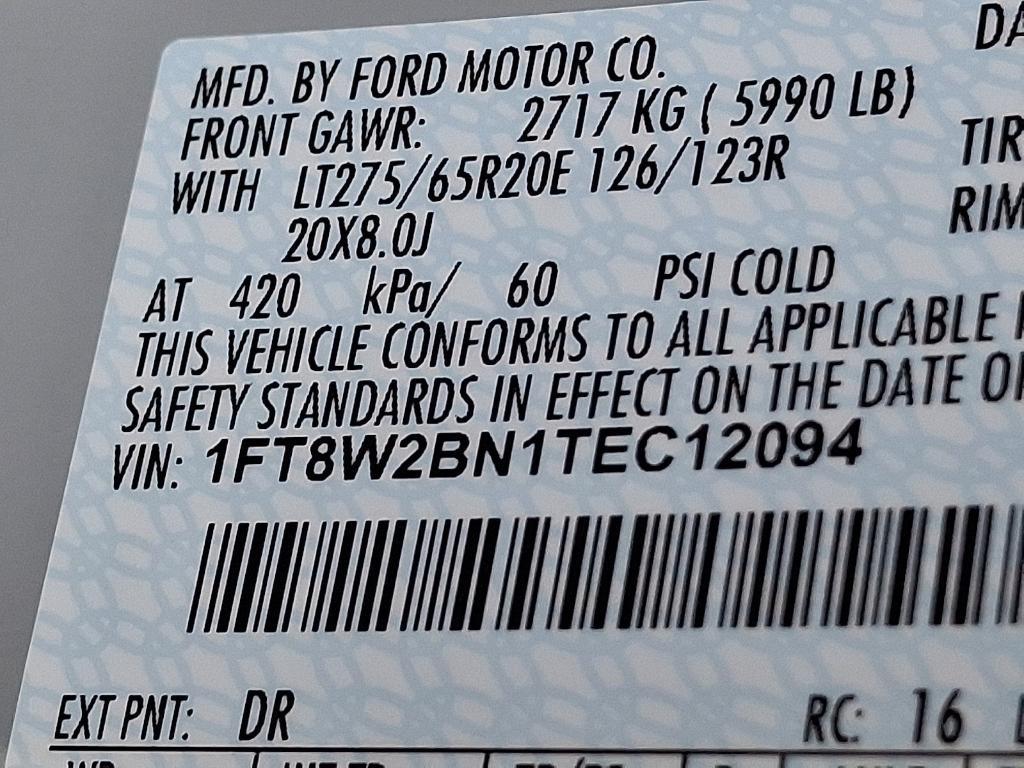 MFD. BY FORD MOTOR CO.
FRONT GAWR: 2717 KG ( 5990 LB)
WITH LT275/65R20E 126/123R
20X8.0J
AT 420 kPa/ 60 PSI COLD
THIS VEHICLE CONFORMS TO ALL APPLICABLE
SAFETY STANDARDS IN EFFECT ON THE DATE
VIN: 1FT8W2BN1TEC12094
EXT PNT: DR RC: 16